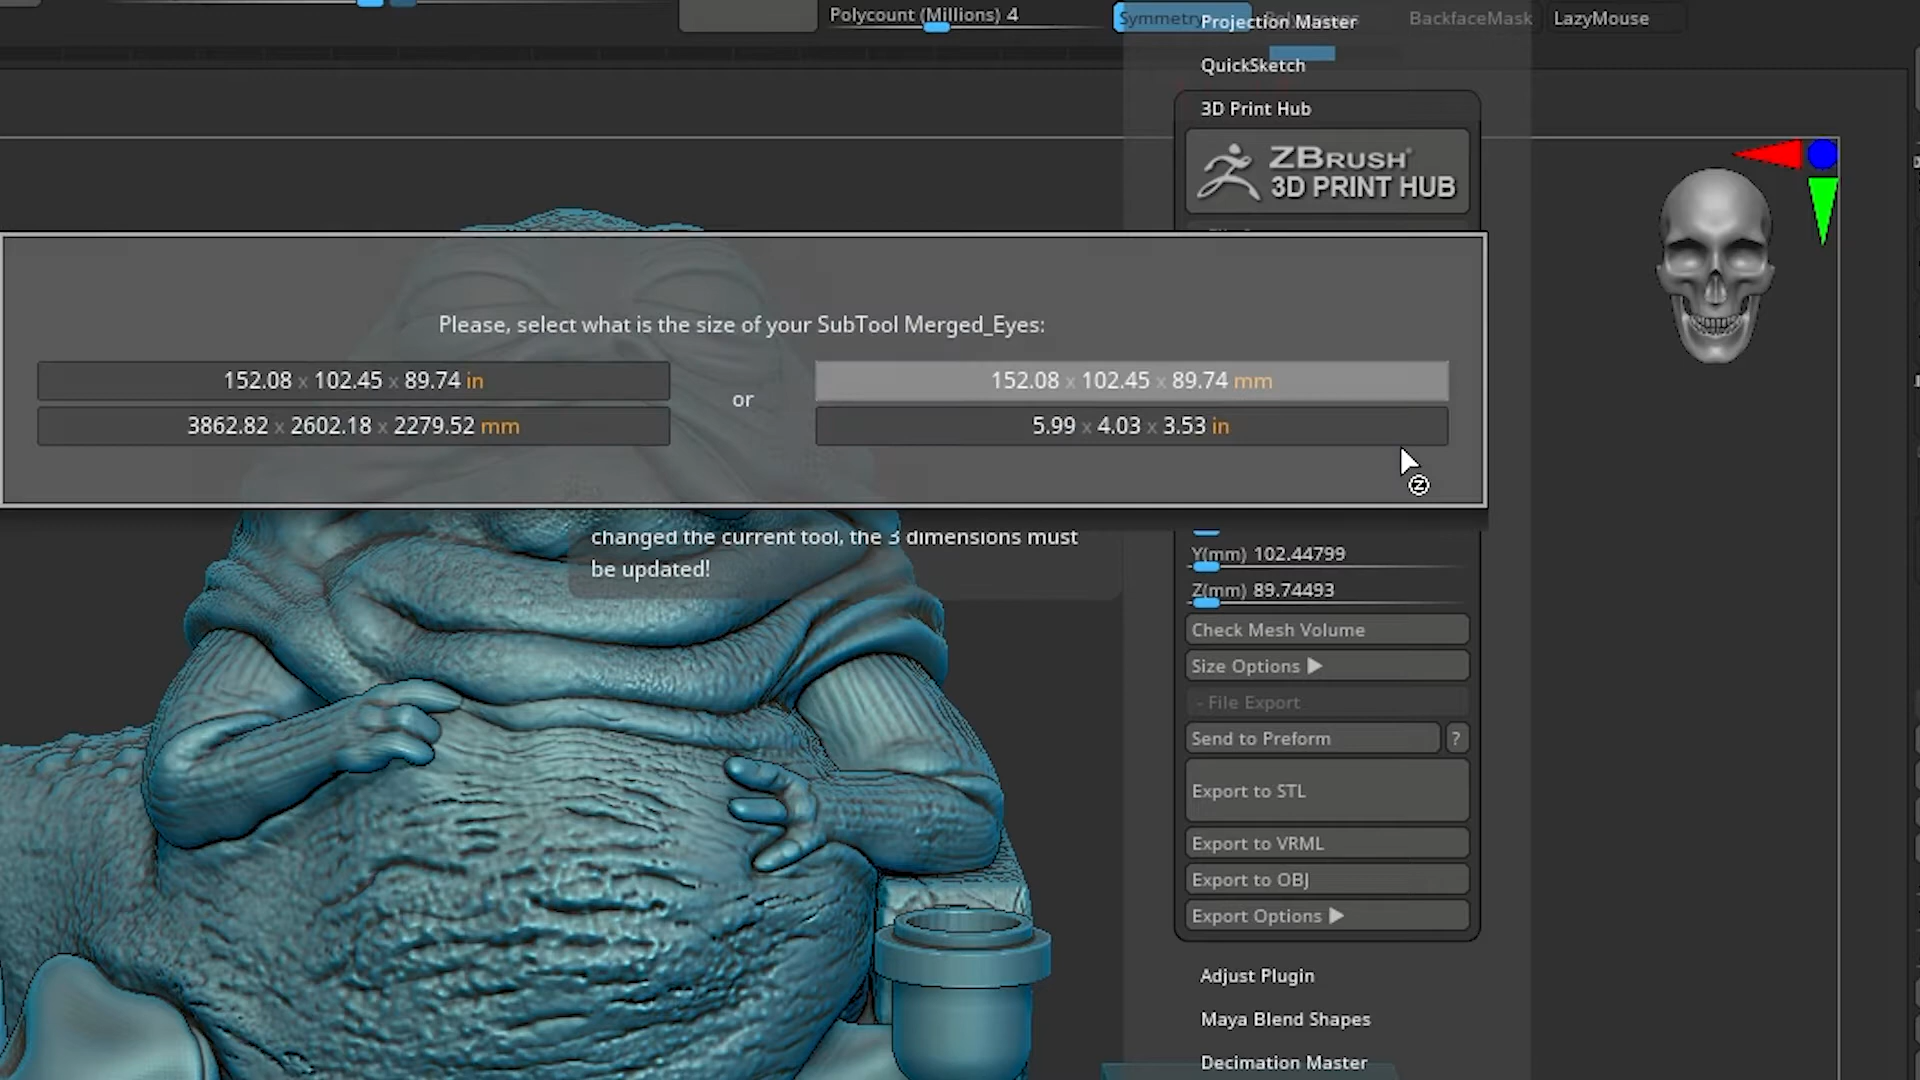 Polycount (Millions) 4
Symmetry
BackfaceMask
LazyMouse
Projection Master
QuickSketch
3D Print Hub
ZBRUSH®
3D PRINT HUB
Please, select what is the size of your SubTool Merged_Eyes:
152.08 x 102.45 x 89.74 in
3862.82 x 2602.18 x 2279.52 mm
or
152.08 x 102.45 x 89.74 mm
5.99 x 4.03 x 3.53 in
changed the current tool, the 3 dimensions must
be updated!
Y(mm) 102.44799
Z(mm) 89.74493
Check Mesh Volume
Size Options ▶
- File Export
Send to Preform
?
Export to STL
Export to VRML
Export to OBJ
Export Options ▶
Adjust Plugin
Maya Blend Shapes
Decimation Master